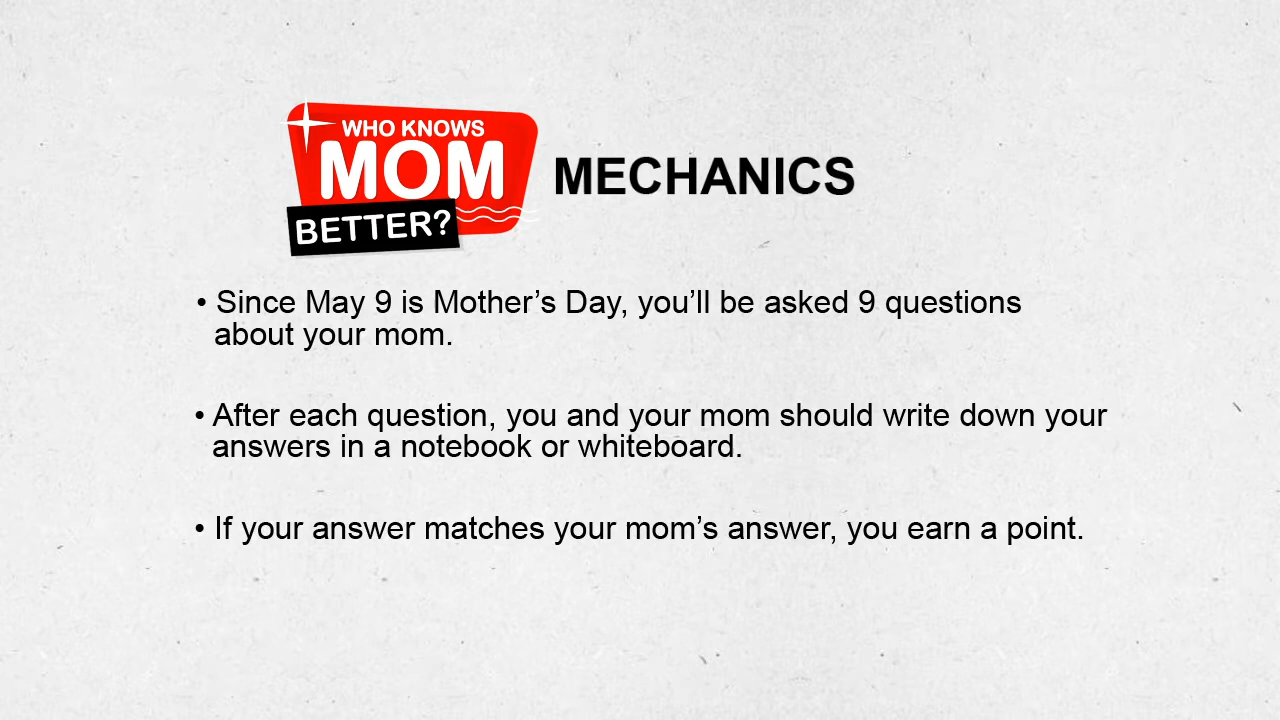 WHO KNOWS
MOM
BETTER?
MECHANICS
• Since May 9 is Mother’s Day, you’ll be asked 9 questions
about your mom.
• After each question, you and your mom should write down your
answers in a notebook or whiteboard.
• If your answer matches your mom’s answer, you earn a point.